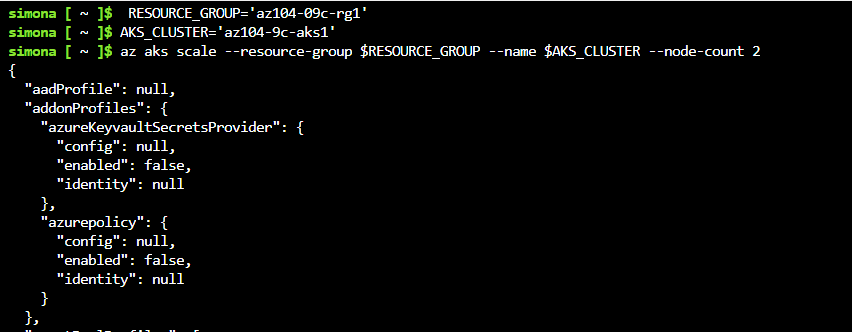 simona [ ~ ]$  RESOURCE_GROUP='az104-09c-rg1'
simona [ ~ ]$ AKS_CLUSTER='az104-9c-aks1'
simona [ ~ ]$ az aks scale --resource-group $RESOURCE_GROUP --name $AKS_CLUSTER --node-count 2
{
  "aadProfile": null,
  "addonProfiles": {
    "azureKeyvaultSecretsProvider": {
      "config": null,
      "enabled": false,
      "identity": null
    },
    "azurepolicy": {
      "config": null,
      "enabled": false,
      "identity": null
    }
  },